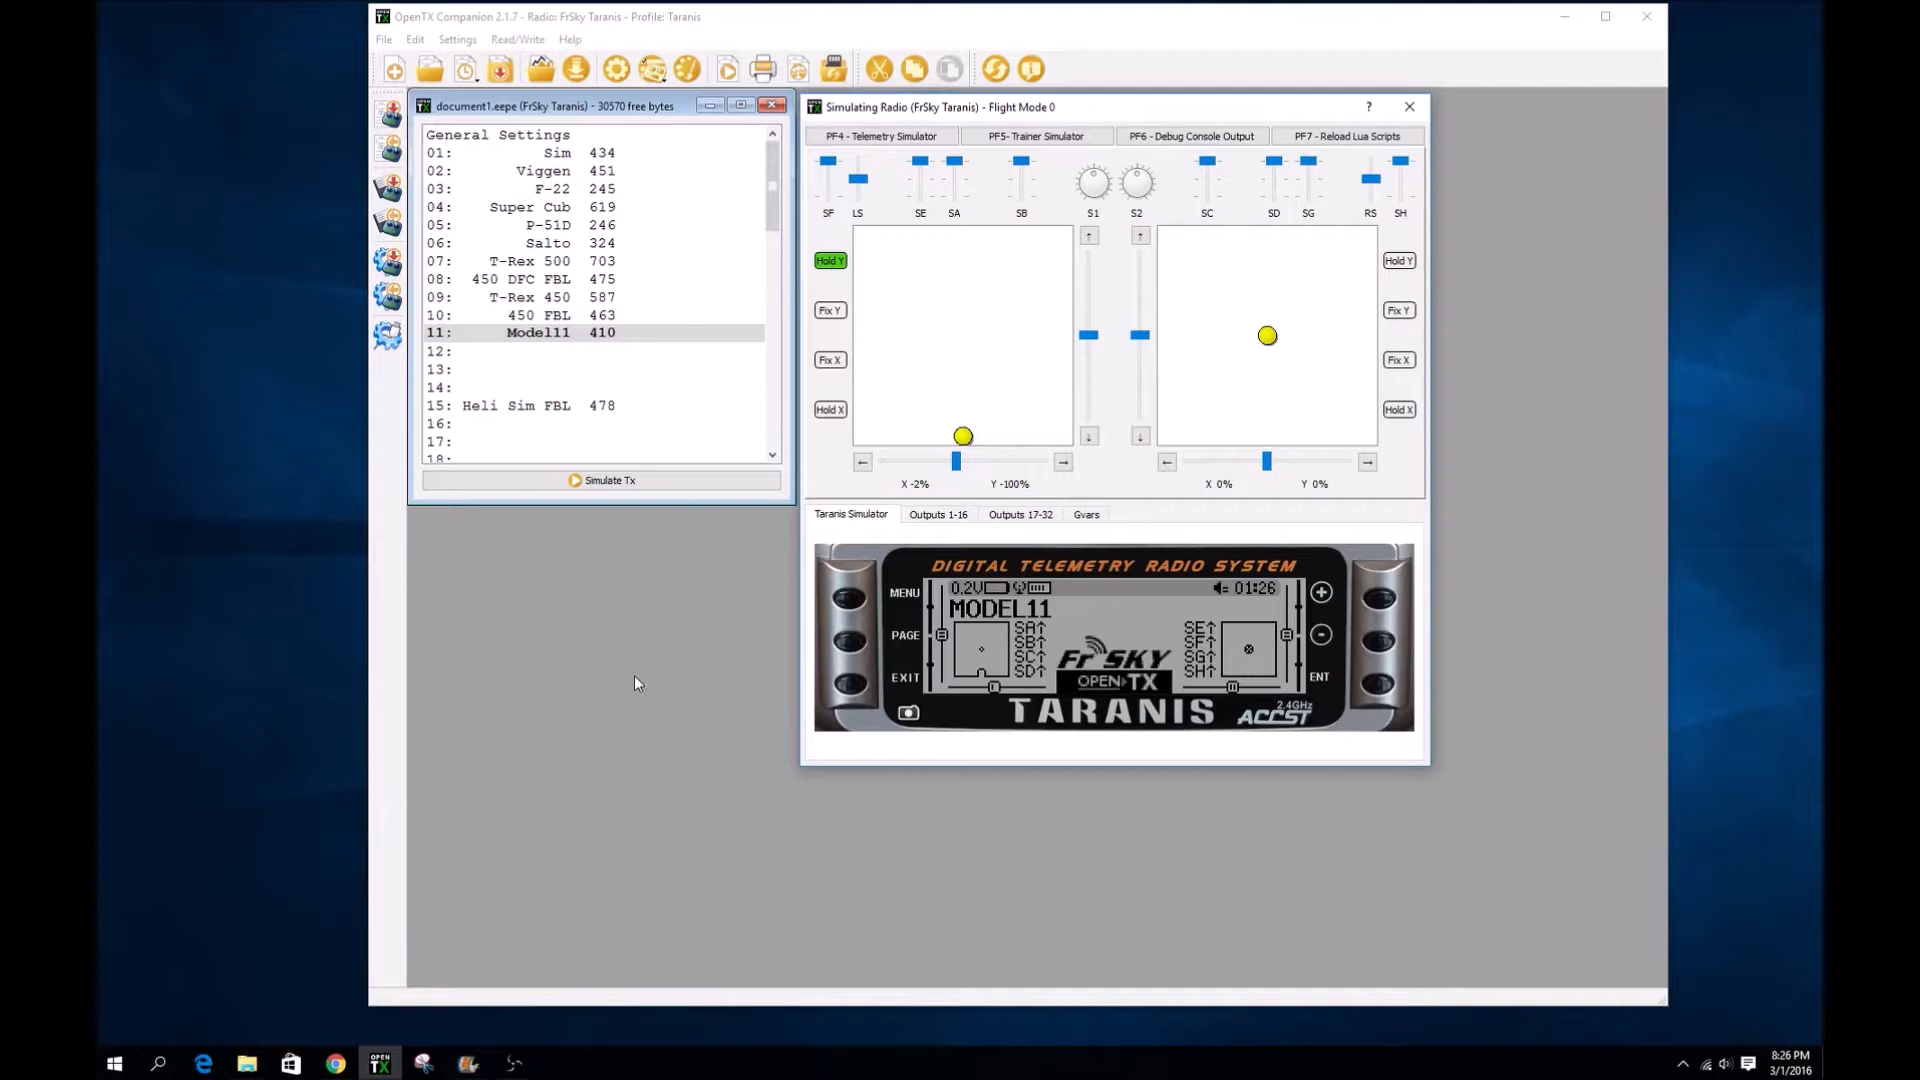 OpenTX Companion 2.1.7 - Radio: FrSky Taranis - Profile: Taranis
File Edit Settings Read/Write Help
document1.eepe (FrSky Taranis) - 30570 free bytes
General Settings
01: Sim 434
02: Viggen 451
03: F-22 245
04: Super Cub 619
05: P-51D 246
06: Salto 324
07: T-Rex 500 703
08: 450 DFC FBL 475
09: T-Rex 450 587
10: 450 FBL 463
11: Model11 410
12:
13:
14:
15: Heli Sim FBL 478
16:
17:
18:
Simulate Tx
Simulating Radio (FrSky Taranis) - Flight Mode 0
PF4 - Telemetry Simulator PF5- Trainer Simulator PF6 - Debug Console Output PF7 - Reload Lua Scripts
SF LS SE SA SB S1 S2 SC SD SG RS SH
Hold Y Hold Y
Fix Y Fix Y
Fix X Fix X
Hold X Hold X
X -2% Y -100% X 0% Y 0%
Taranis Simulator Outputs 1-16 Outputs 17-32 Gvars
DIGITAL TELEMETRY RADIO SYSTEM
MENU 0.2V 01:26
MODEL11
PAGE SA↑ SE↑
SB↑ SF↑
SC↑ SG↑
SD↑ SH↑
FrSKY
OPEN TX
EXIT ENT
TARANIS
2.4GHz
ACCST
OPEN TX
8:26 PM
3/1/2016